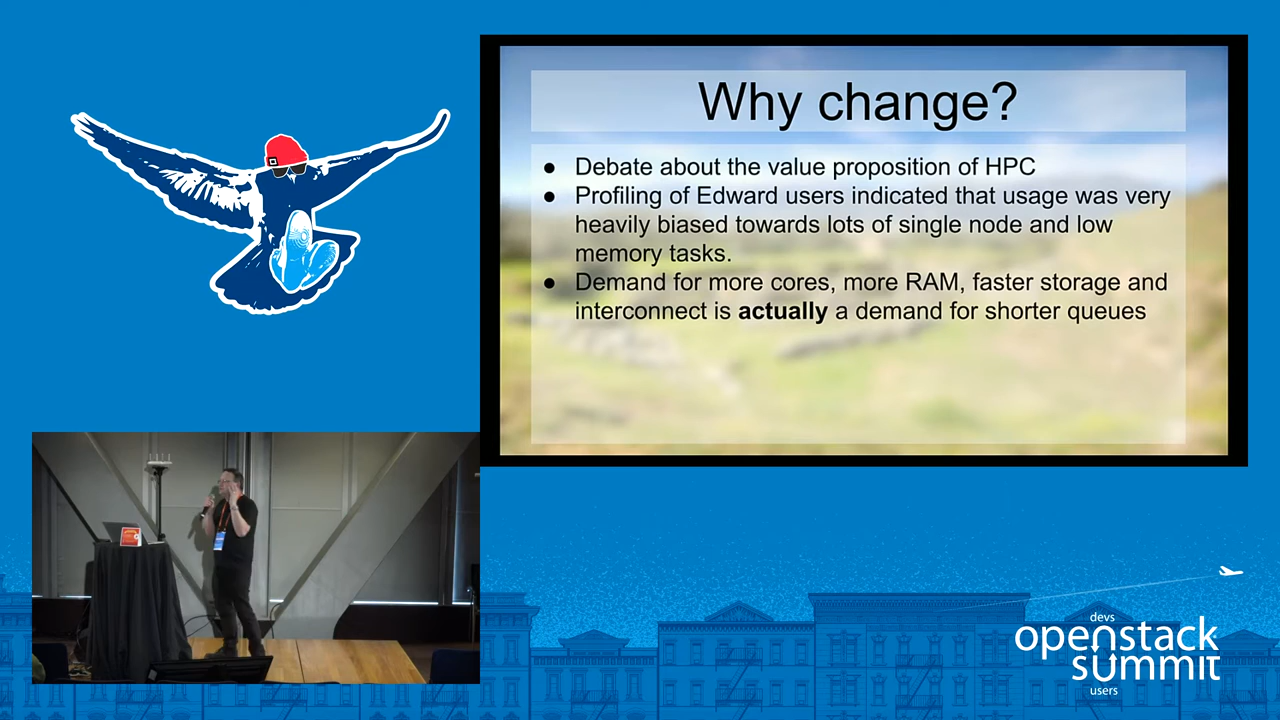 Why change?
● Debate about the value proposition of HPC
● Profiling of Edward users indicated that usage was very
heavily biased towards lots of single node and low
memory tasks.
● Demand for more cores, more RAM, faster storage and
interconnect is actually a demand for shorter queues
devs
openstack
summit
users